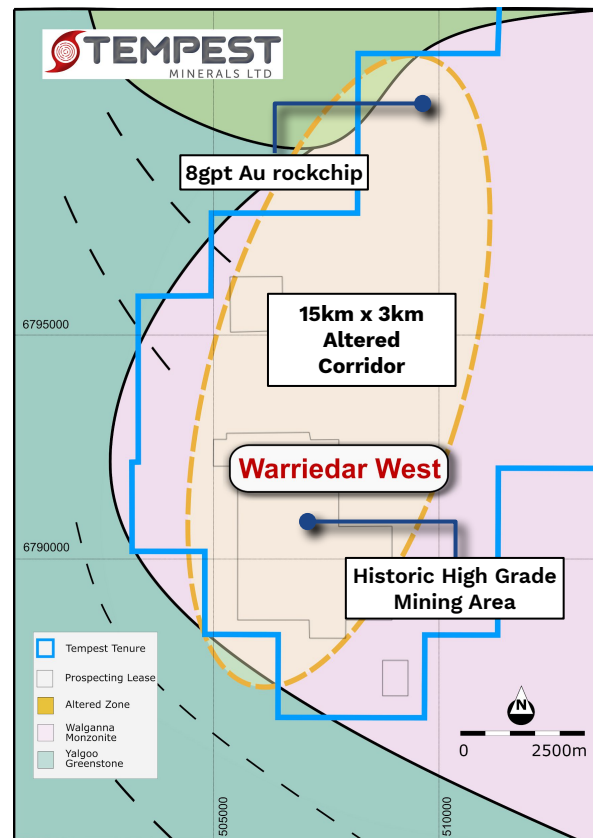 TEMPEST
MINERALS LTD
8gpt Au rockchip
15km x 3km
Altered
Corridor
6795000
Warriedar West
6790000
Historic High Grade
Mining Area
Tempest Tenure
Prospecting Lease
Altered Zone
Walganna
Monzonite
Yalgoo
Greenstone
N
0 2500m
505000
510000